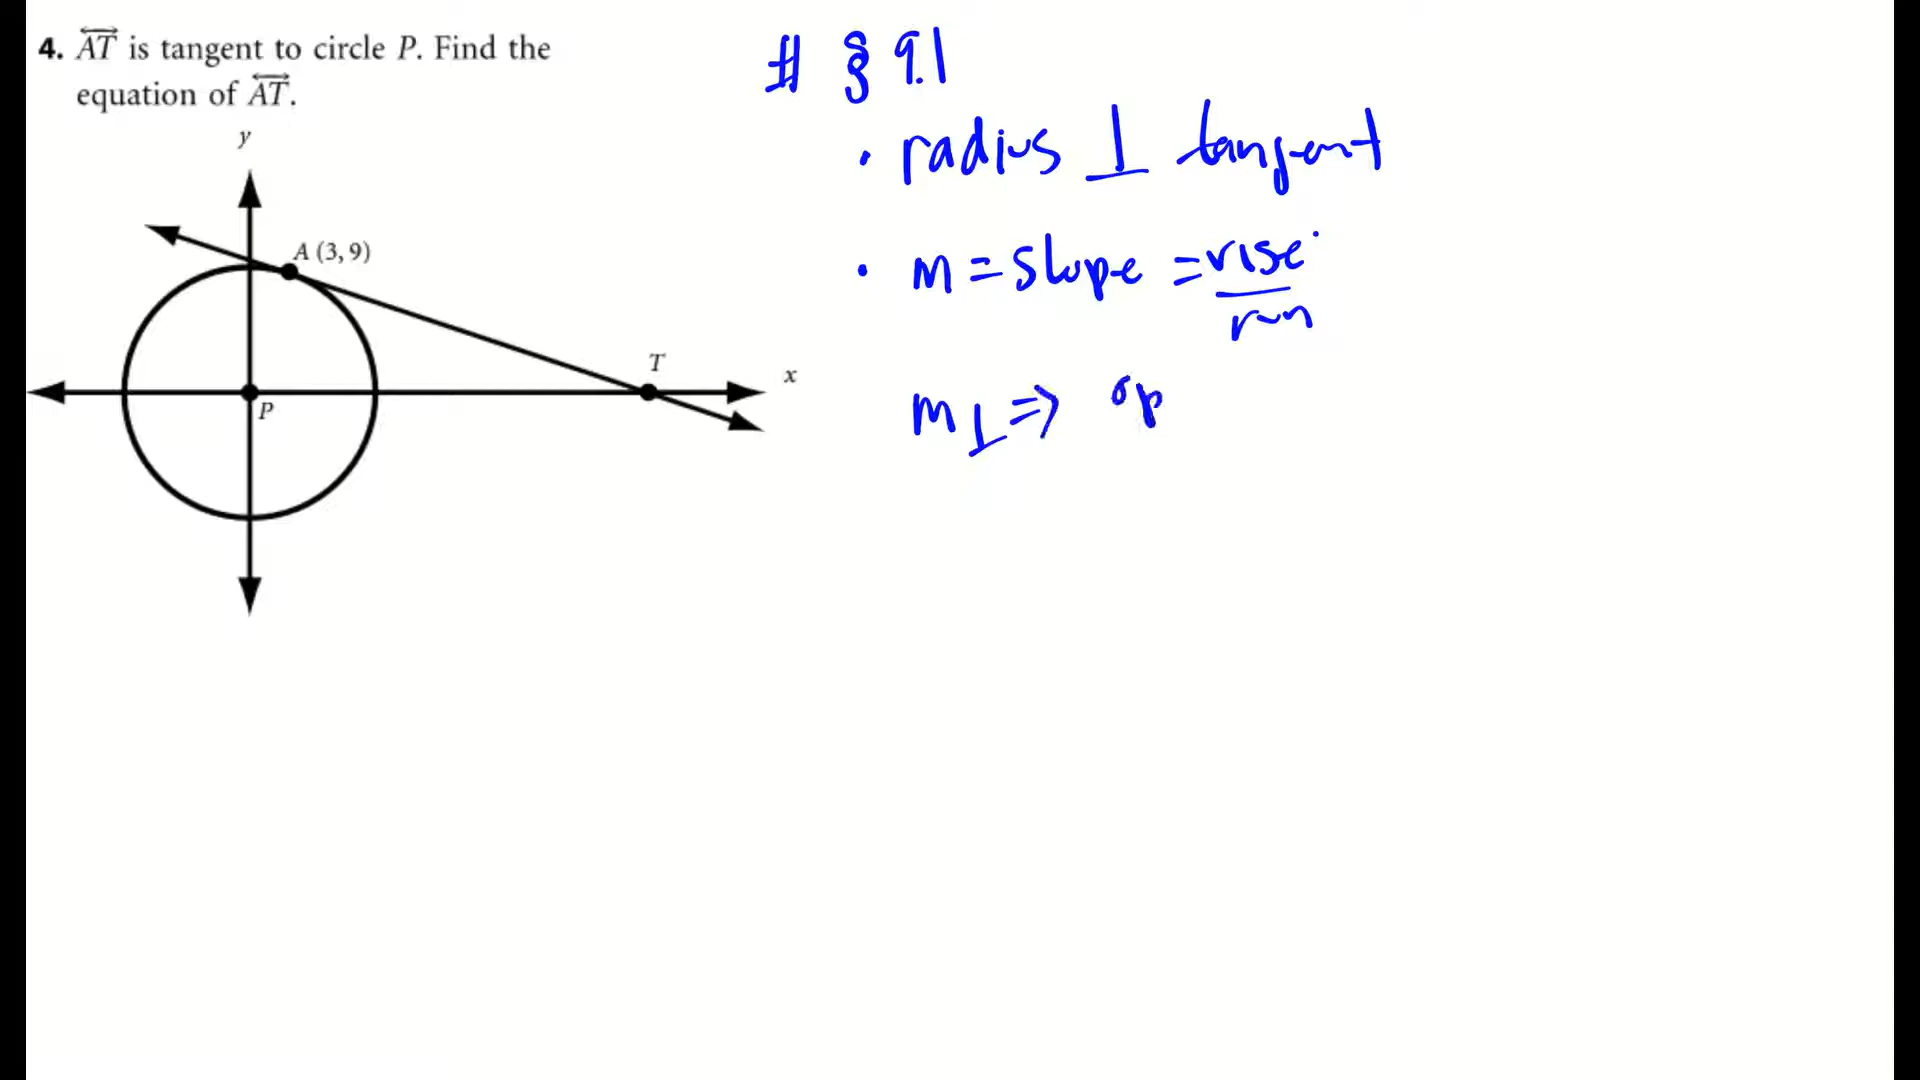 4. AT is tangent to circle P. Find the
equation of AT.
y
A (3, 9)
T
x
P
# § 9.1
· radius ⊥ tangent
· m = slope = rise
run
m⊥ ⇒ op